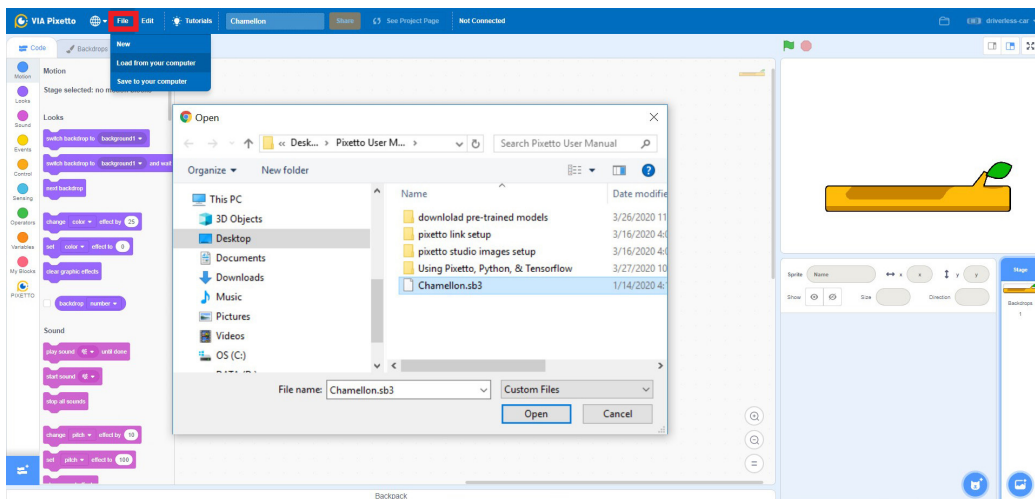 VIA Pixetto File Edit Tutorials Chamellon Share See Project Page Not Connected driverless-car
New
Load from your computer
Save to your computer
Code Backdrops
Motion
Looks
Sound
Events
Control
Sensing
Operators
Variables
My Blocks
PIXETTO
Motion
Stage selected: no
Looks
switch backdrop to background1
switch backdrop to background1 and wait
next backdrop
change color effect by 25
set color effect to 0
clear graphic effects
backdrop number
Sound
play sound until done
start sound
stop all sounds
change pitch effect by 10
set pitch effect to 100
Open
« Desk... > Pixetto User M... >
Search Pixetto User Manual
Organize New folder
This PC
3D Objects
Desktop
Documents
Downloads
Music
Pictures
Videos
OS (C:)
Name Date modifie
downlolad pre-trained models 3/26/2020 11
pixetto link setup 3/16/2020 4:0
pixetto studio images setup 3/16/2020 4:0
Using Pixetto, Python, & Tensorflow 3/27/2020 10
Chamellon.sb3 1/14/2020 4:
File name: Chamellon.sb3 Custom Files
Open Cancel
Sprite Name x x y y
Show Size Direction
Stage
Backdrops
1
Backpack